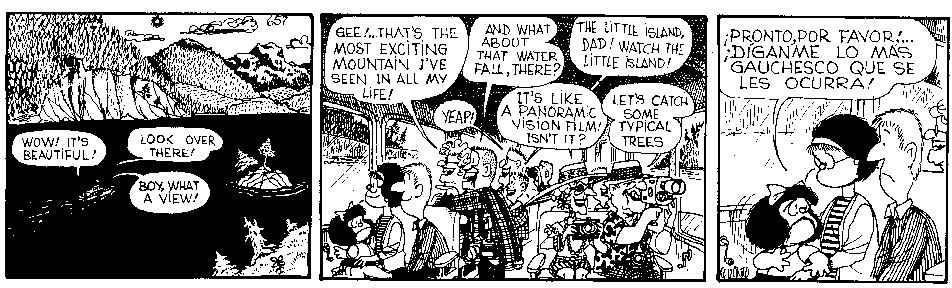 657
WOW! IT'S
BEAUTIFUL!
LOOK OVER
THERE!
BOY, WHAT
A VIEW!
GEE!..THAT'S THE
MOST EXCITING
MOUNTAIN I'VE
SEEN IN ALL MY
LIFE!
YEAP!
AND WHAT
ABOUT
THAT WATER
FALL, THERE?
THE LITTLE ISLAND,
DAD! WATCH THE
LITTLE ISLAND!
IT'S LIKE
A PANORAMIC
VISION FILM!
ISN'T IT?
LET'S CATCH
SOME
TYPICAL
TREES
¡PRONTO, POR FAVOR!...
¡DÍGANME LO MÁS
GAUCHESCO QUE SE
LES OCURRA!